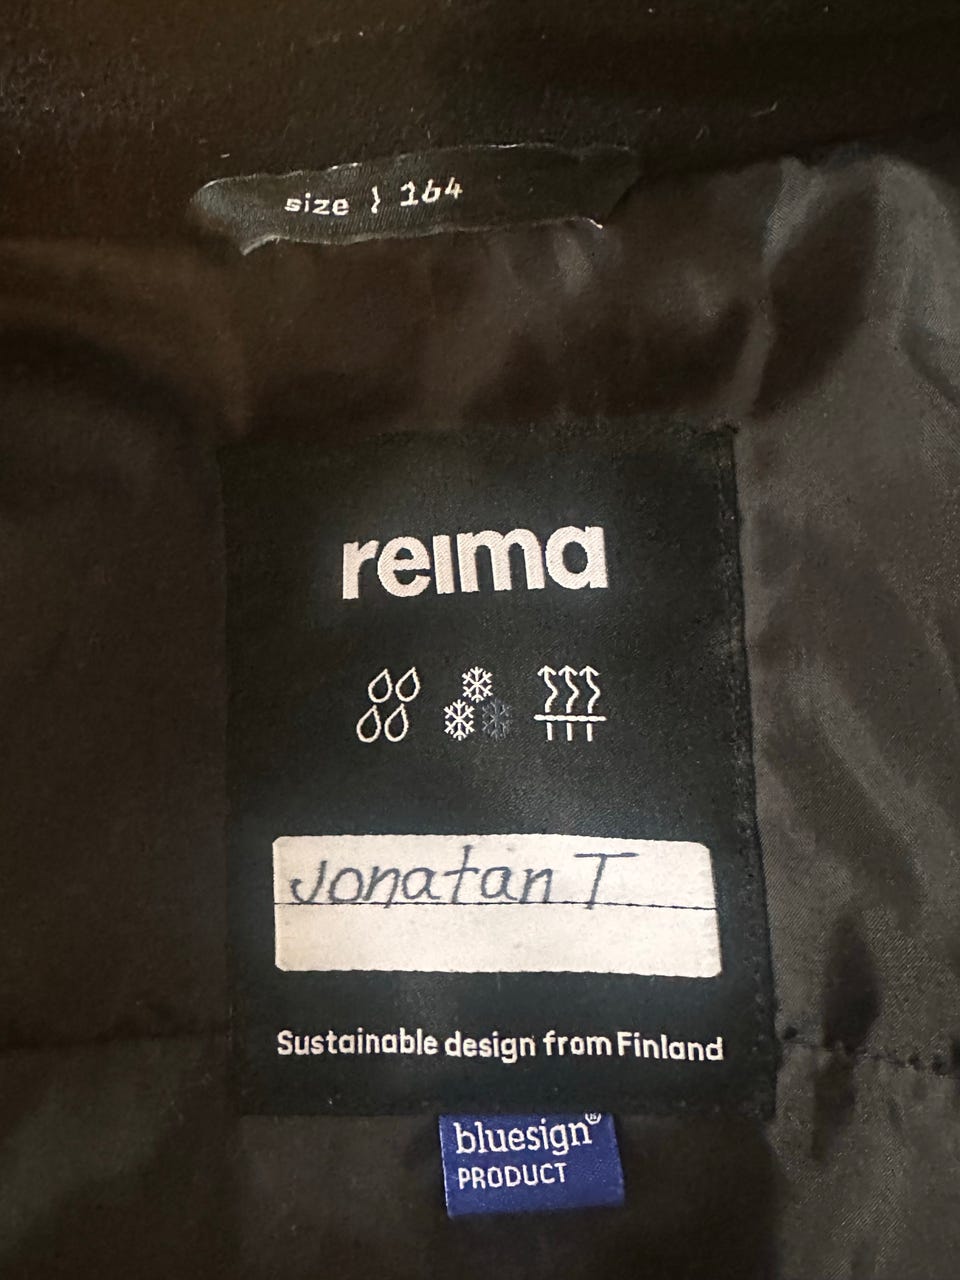 size } 164
reima
Jonatan T
Sustainable design from Finland
bluesign®
PRODUCT